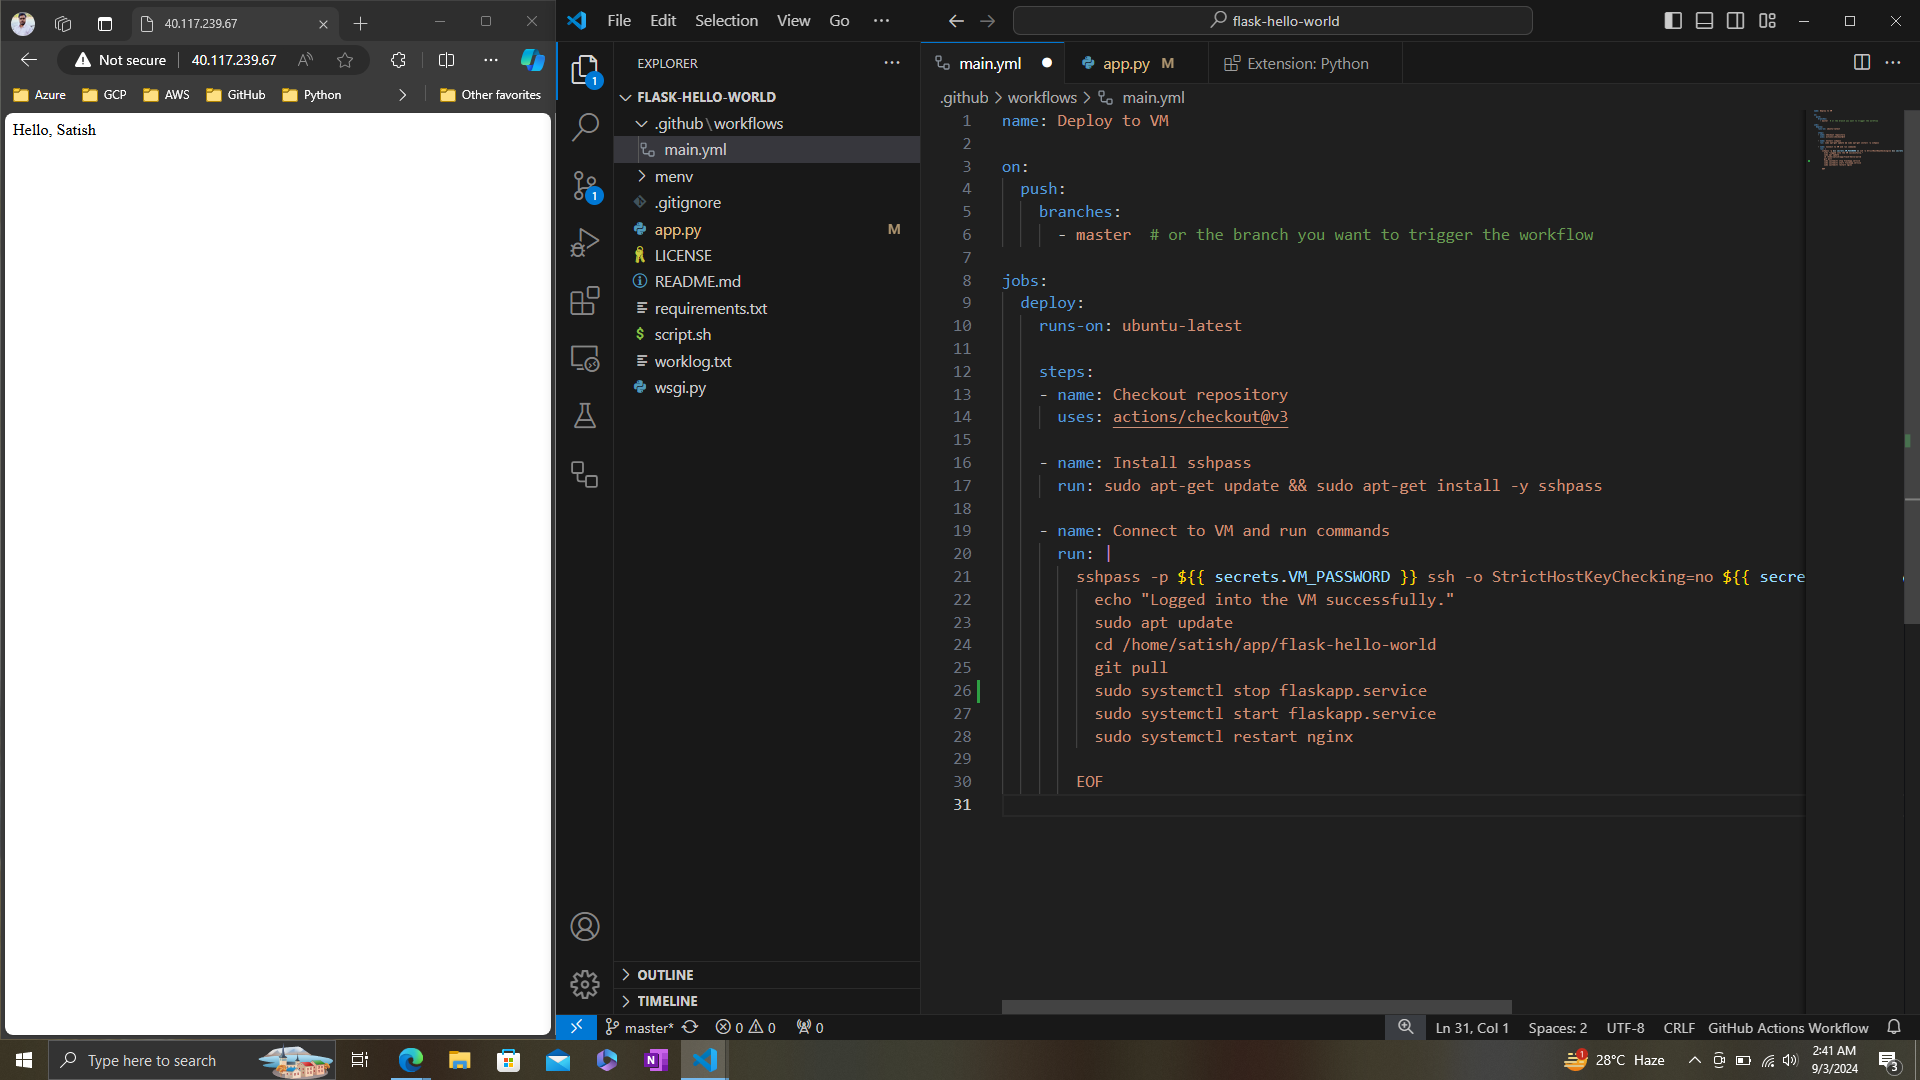 40.117.239.67
Not secure
40.117.239.67
Azure
GCP
AWS
GitHub
Python
Other favorites
Hello, Satish
File Edit Selection View Go
flask-hello-world
EXPLORER
FLASK-HELLO-WORLD
.github \ workflows
main.yml
menv
.gitignore
app.py M
LICENSE
README.md
requirements.txt
script.sh
worklog.txt
wsgi.py
OUTLINE
TIMELINE
1
1
main.yml
app.py M
Extension: Python
.github > workflows > main.yml
1 name: Deploy to VM
2
3 on:
4 push:
5 branches:
6 - master # or the branch you want to trigger the workflow
7
8 jobs:
9 deploy:
10 runs-on: ubuntu-latest
11
12 steps:
13 - name: Checkout repository
14 uses: actions/checkout@v3
15
16 - name: Install sshpass
17 run: sudo apt-get update && sudo apt-get install -y sshpass
18
19 - name: Connect to VM and run commands
20 run: |
21 sshpass -p ${{ secrets.VM_PASSWORD }} ssh -o StrictHostKeyChecking=no ${{ secre
22 echo "Logged into the VM successfully."
23 sudo apt update
24 cd /home/satish/app/flask-hello-world
25 git pull
26 sudo systemctl stop flaskapp.service
27 sudo systemctl start flaskapp.service
28 sudo systemctl restart nginx
29
30 EOF
31
master* 0 0 0
Ln 31, Col 1 Spaces: 2 UTF-8 CRLF GitHub Actions Workflow
Type here to search
1
28°C Haze
2:41 AM
9/3/2024
3